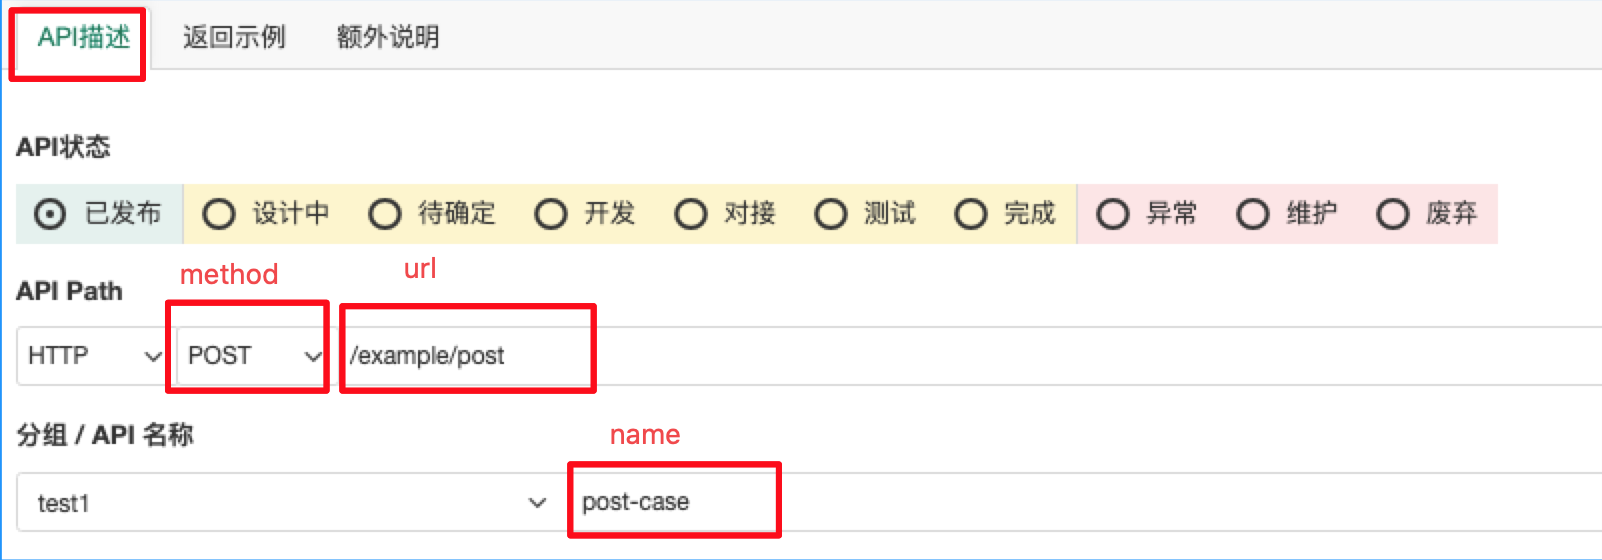 API描述 返回示例 额外说明
API状态
已发布 设计中 待确定 开发 对接 测试 完成 异常 维护 废弃
method url
API Path
HTTP POST /example/post
分组 / API 名称
name
test1 post-case